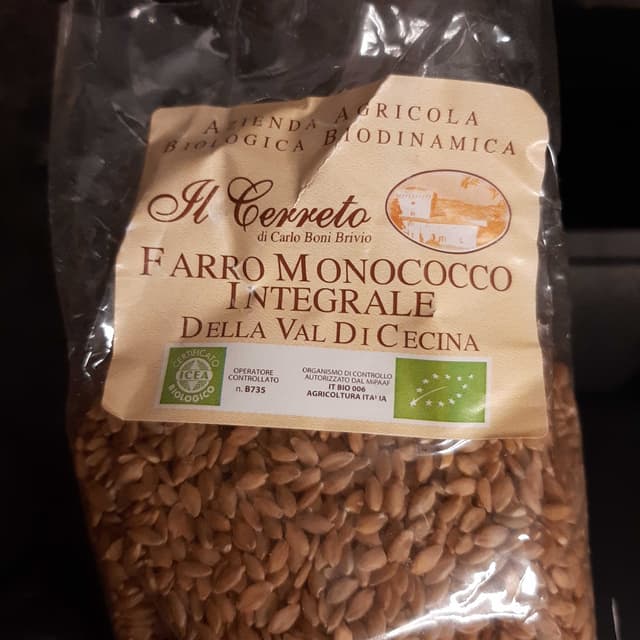 AZIENDA AGRICOLA
BIOLOGICA BIODINAMICA
Il Cerreto
di Carlo Boni Brivio
FARRO MONOCOCCO
INTEGRALE
DELLA VAL DI CECINA
CERTIFICATO
ICEA
BIOLOGICO
OPERATORE
CONTROLLATO
n. B735
ORGANISMO DI CONTROLLO
AUTORIZZATO DAL MiPAAF
IT BIO 006
AGRICOLTURA ITALIA